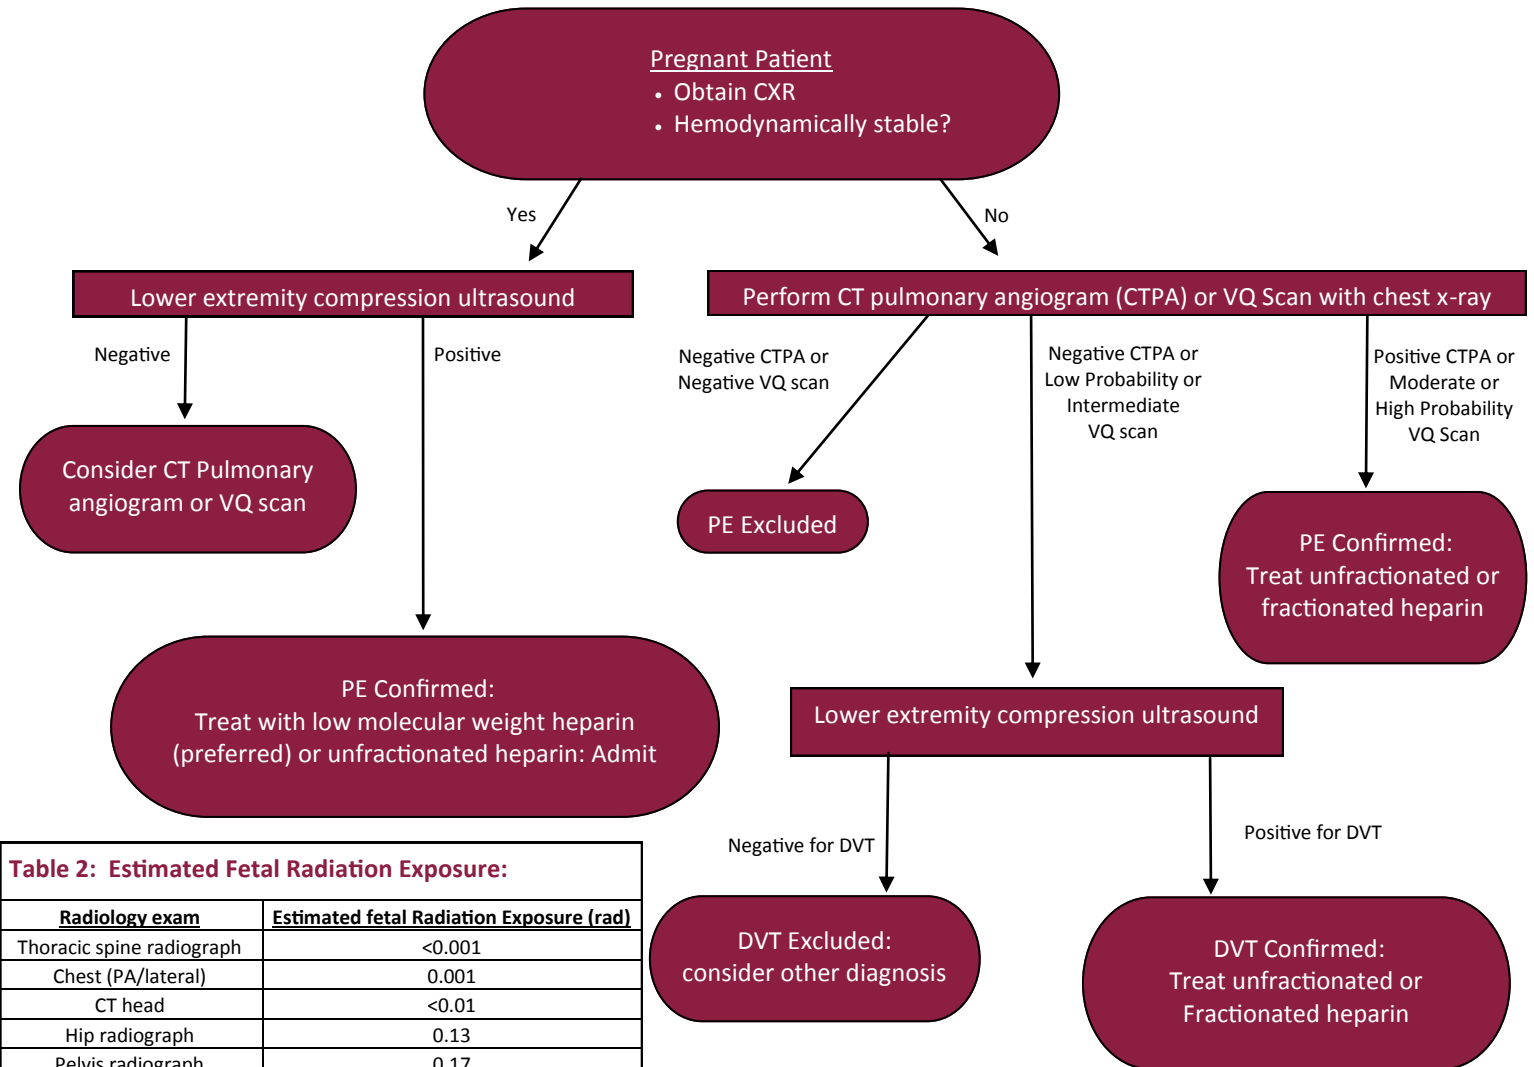 Pregnant Patient
• Obtain CXR
• Hemodynamically stable?
Yes
No
Lower extremity compression ultrasound
Perform CT pulmonary angiogram (CTPA) or VQ Scan with chest x-ray
Negative
Positive
Negative CTPA or
Negative VQ scan
Negative CTPA or
Low Probability or
Intermediate
VQ scan
Positive CTPA or
Moderate or
High Probability
VQ Scan
Consider CT Pulmonary
angiogram or VQ scan
PE Excluded
PE Confirmed:
Treat unfractionated or
fractionated heparin
PE Confirmed:
Treat with low molecular weight heparin
(preferred) or unfractionated heparin: Admit
Lower extremity compression ultrasound
Negative for DVT
Positive for DVT
DVT Excluded:
consider other diagnosis
DVT Confirmed:
Treat unfractionated or
Fractionated heparin
Table 2: Estimated Fetal Radiation Exposure:
Radiology exam Estimated fetal Radiation Exposure (rad)
Thoracic spine radiograph <0.001
Chest (PA/lateral) 0.001
CT head <0.01
Hip radiograph 0.13
Pelvis radiograph 0.17